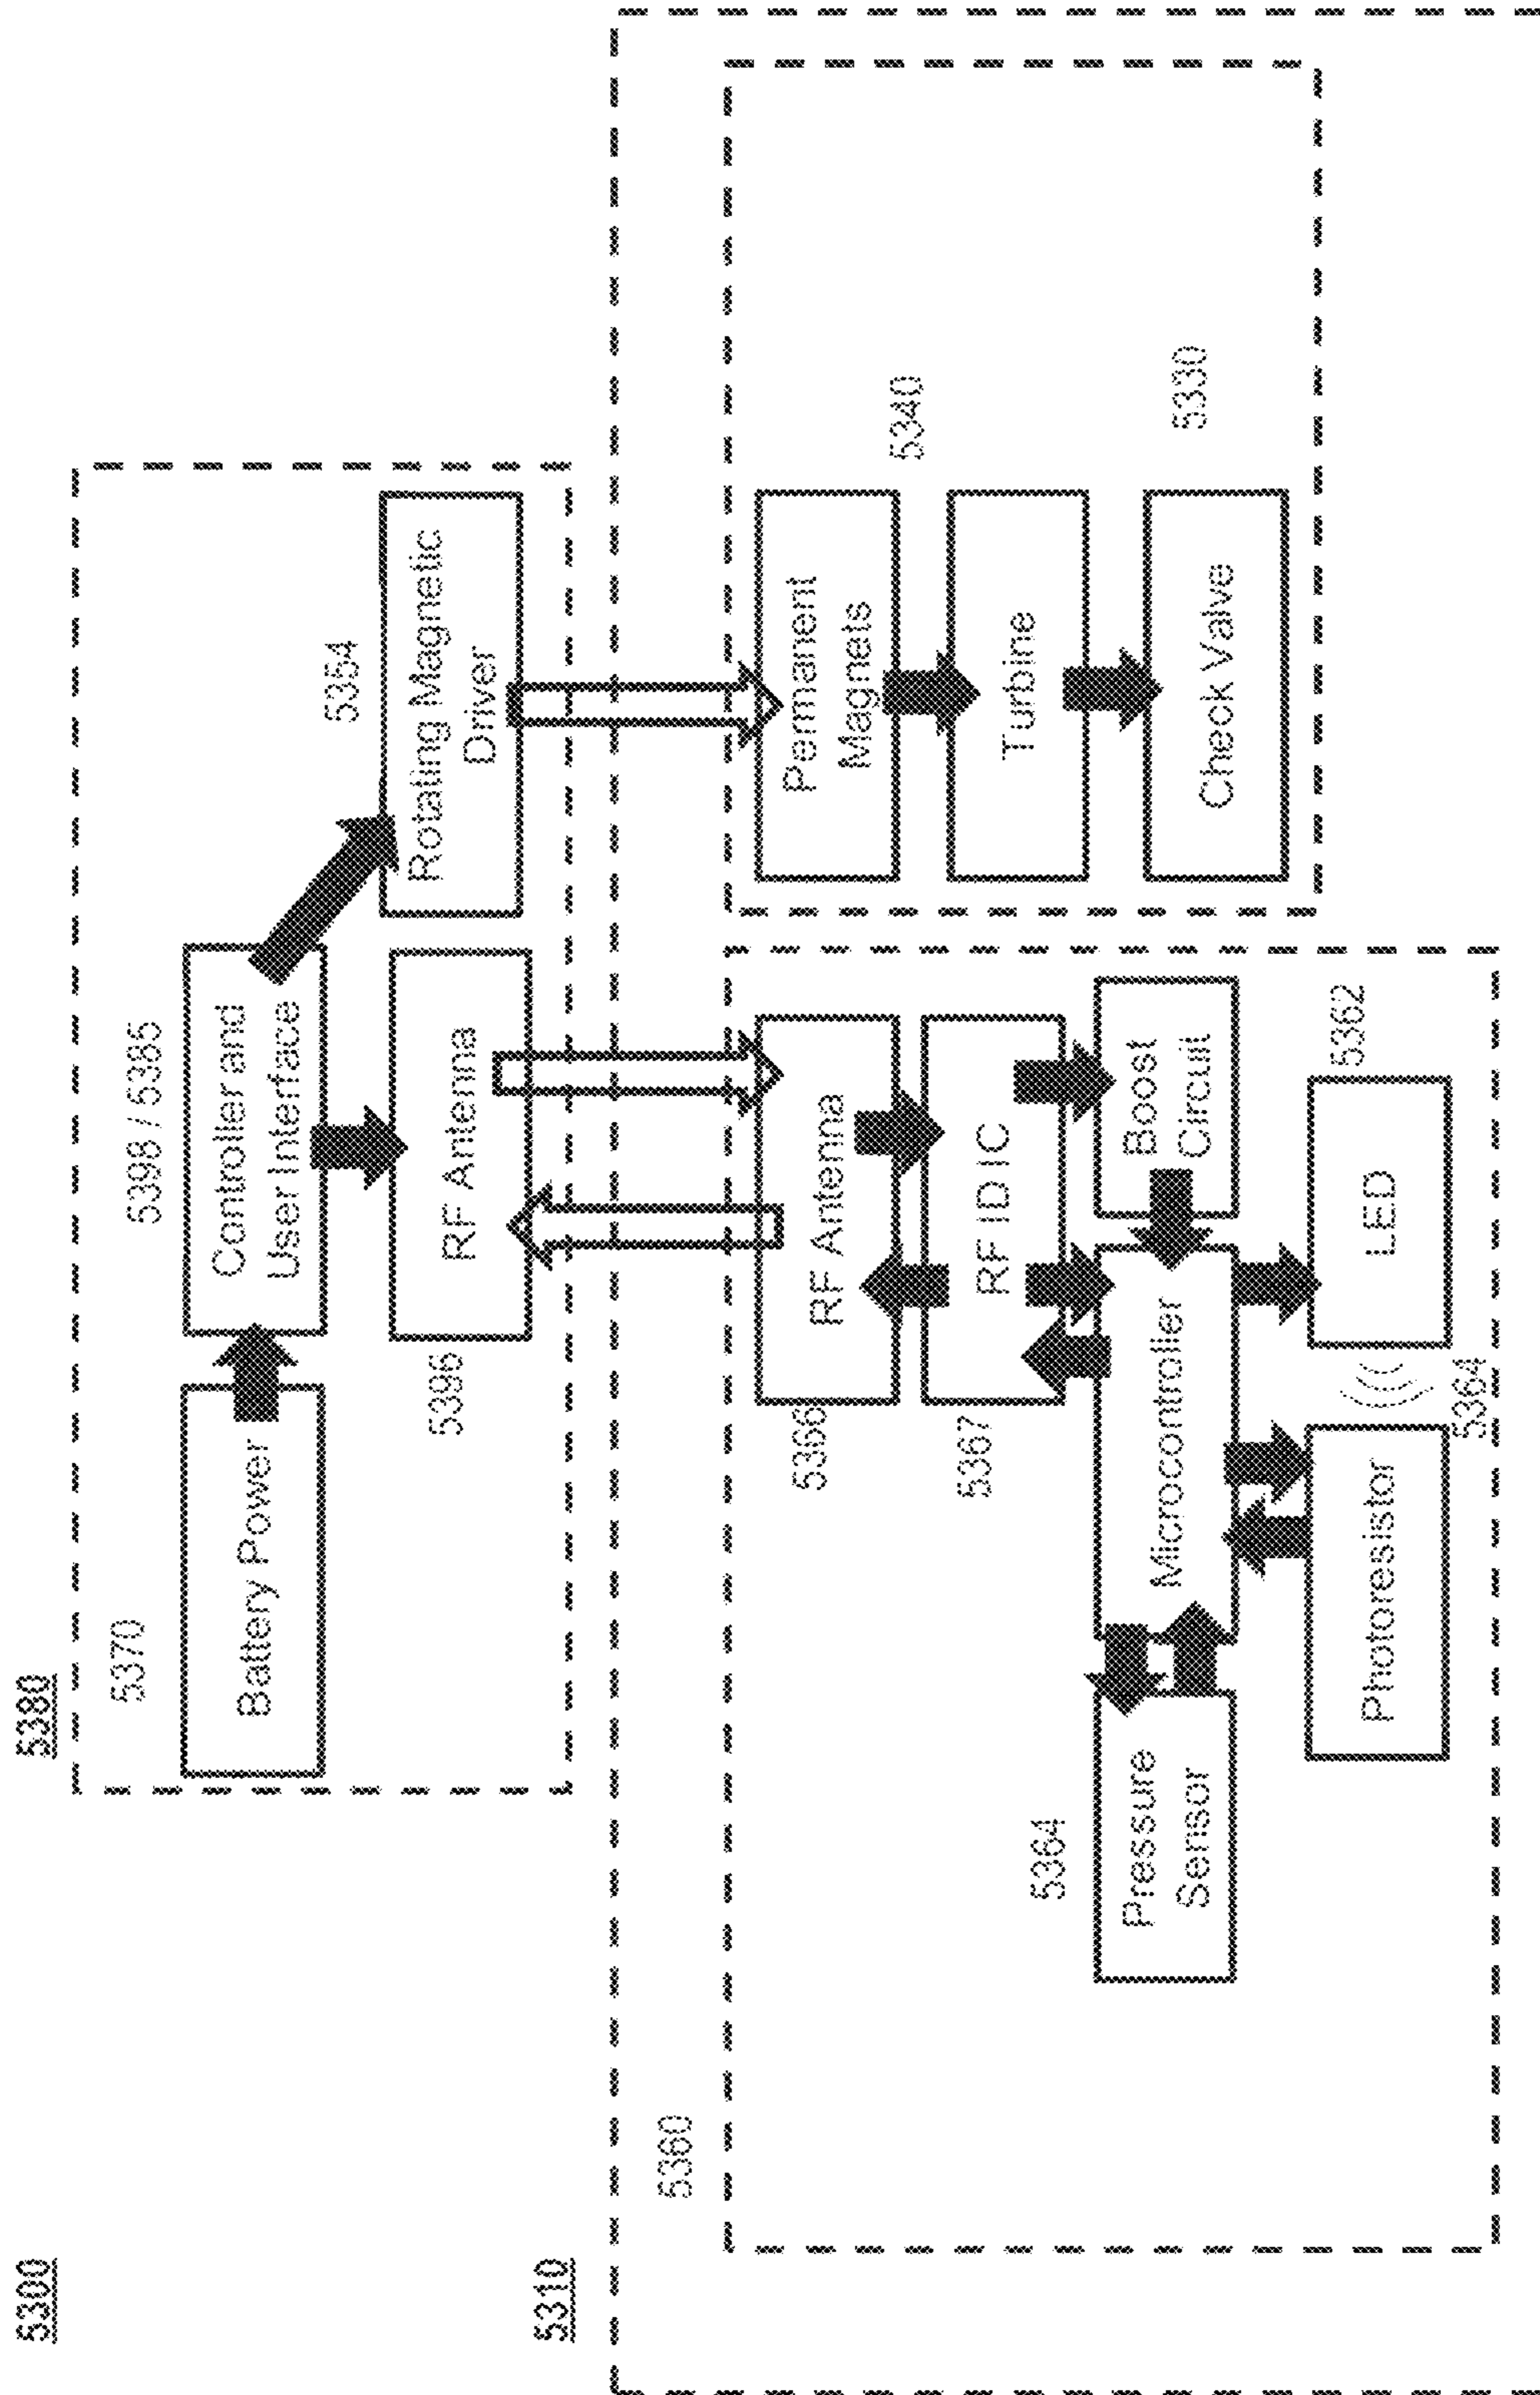 5300
5380
5370
5398 / 5385
Battery Power
Controller and
User Interface
5354
5396
RF Antenna
Rotating Magnetic
Driver
5310
5360
5366
RF Antenna
Permanent
Magnets
5340
5367
RF ID IC
Turbine
5364
Pressure
Sensor
Microcontroller
Boost
Circuit
Check Valve
5330
Photoresistor
5364
LED
5362